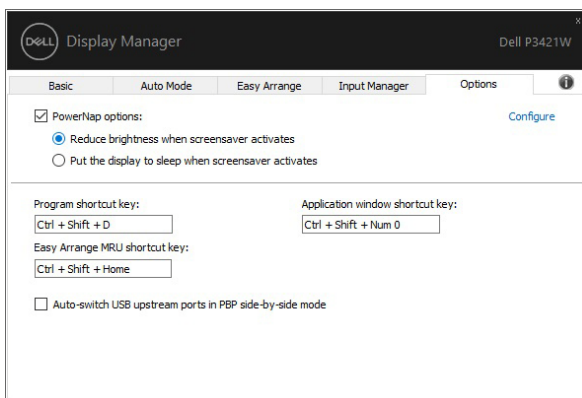 x
DELL Display Manager
Dell P3421W
Basic
Auto Mode
Easy Arrange
Input Manager
Options
i
PowerNap options:
Configure
Reduce brightness when screensaver activates
Put the display to sleep when screensaver activates
Program shortcut key:
Application window shortcut key:
Ctrl + Shift + D
Ctrl + Shift + Num 0
Easy Arrange MRU shortcut key:
Ctrl + Shift + Home
Auto-switch USB upstream ports in PBP side-by-side mode